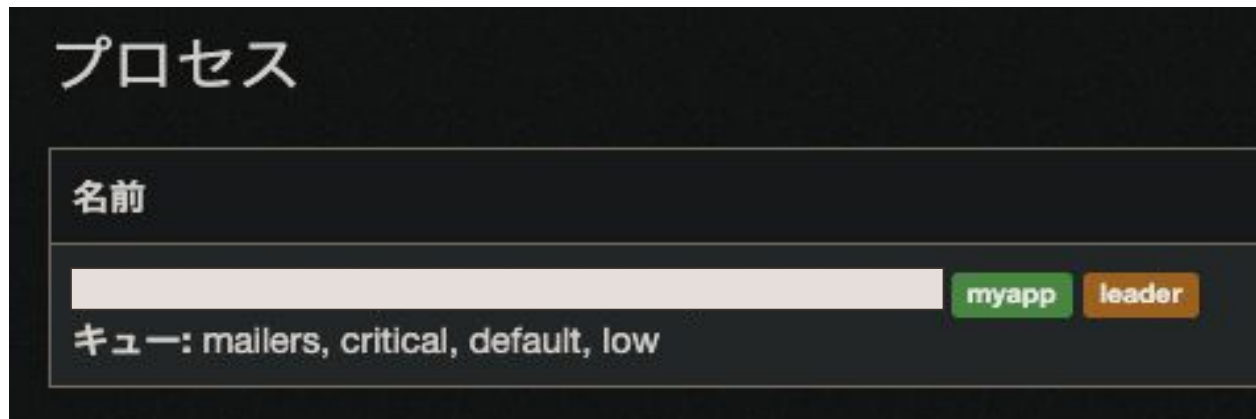 プロセス
名前
myapp leader
キュー: mailers, critical, default, low